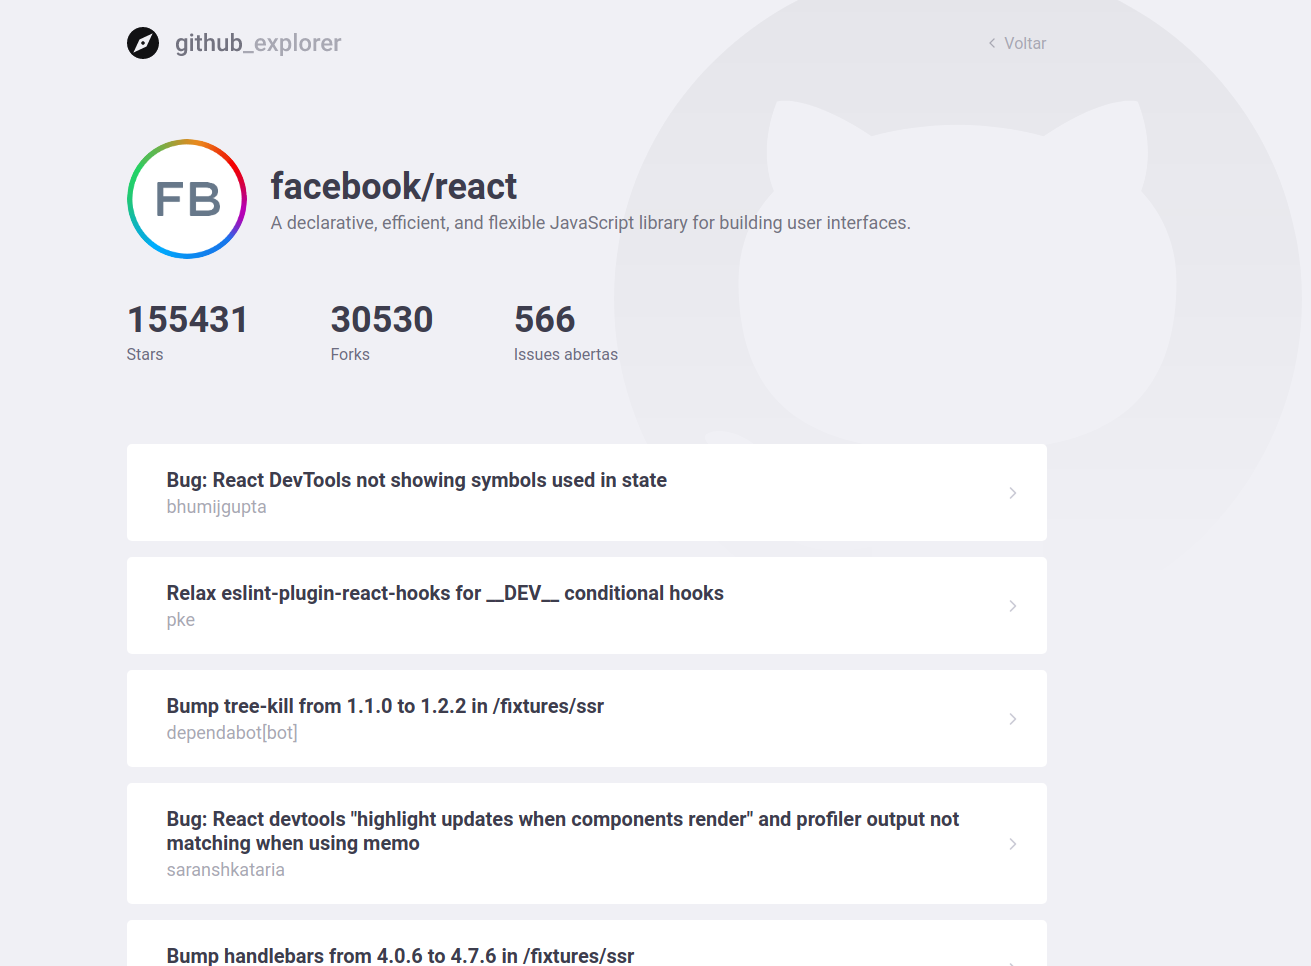 github_explorer
Voltar
FB
facebook/react
A declarative, efficient, and flexible JavaScript library for building user interfaces.
155431
Stars
30530
Forks
566
Issues abertas
Bug: React DevTools not showing symbols used in state
bhumijgupta
Relax eslint-plugin-react-hooks for __DEV__ conditional hooks
pke
Bump tree-kill from 1.1.0 to 1.2.2 in /fixtures/ssr
dependabot[bot]
Bug: React devtools "highlight updates when components render" and profiler output not
matching when using memo
saranshkataria
Bump handlebars from 4.0.6 to 4.7.6 in /fixtures/ssr